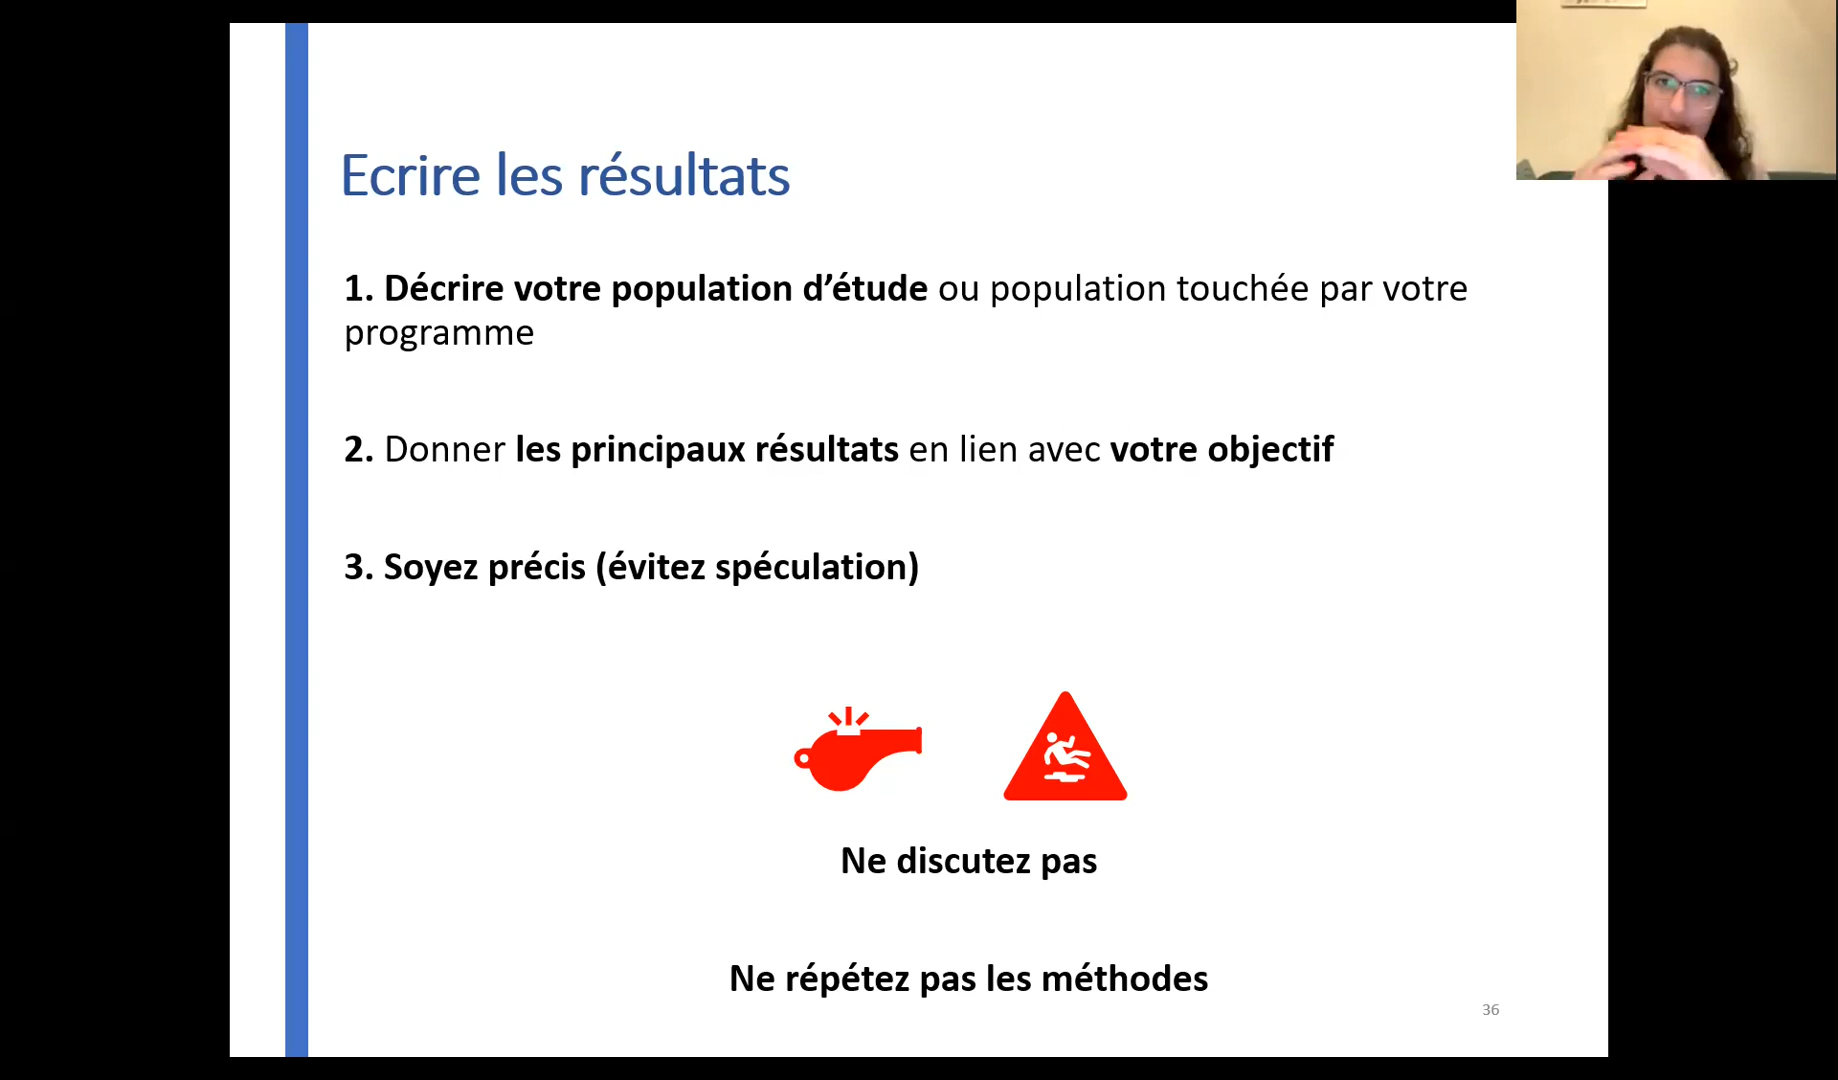 Ecrire les résultats
1. Décrire votre population d’étude ou population touchée par votre
programme
2. Donner les principaux résultats en lien avec votre objectif
3. Soyez précis (évitez spéculation)
Ne discutez pas
Ne répétez pas les méthodes
36